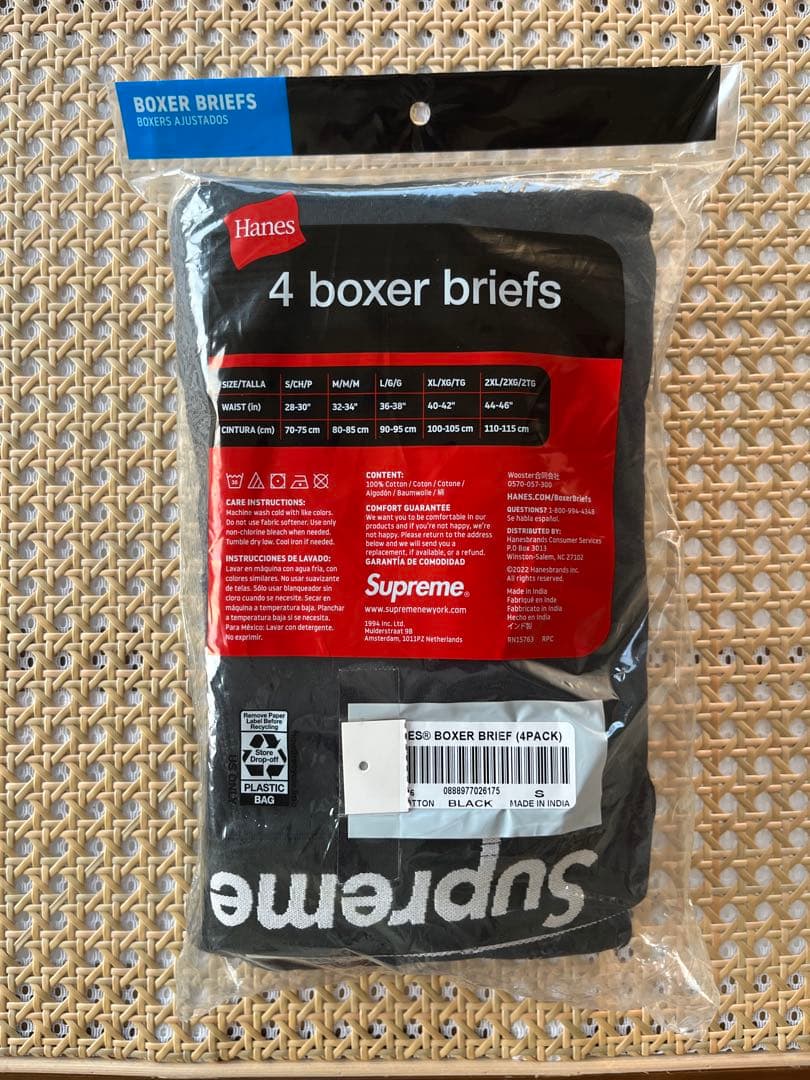 BOXER BRIEFS
BOXERS AJUSTADOS
Hanes
4 boxer briefs
SIZE/TALLA S/CH/P M/M/M L/G/G XL/XG/TG 2XL/2XG/2TG
WAIST (in) 28-30" 32-34" 36-38" 40-42" 44-46"
CINTURA (cm) 70-75 cm 80-85 cm 90-95 cm 100-105 cm 110-115 cm
CARE INSTRUCTIONS:
Machine wash cold with like colors.
Do not use fabric softener. Use only
non-chlorine bleach when needed.
Tumble dry low. Cool iron if needed.
INSTRUCCIONES DE LAVADO:
Lavar en máquina con agua fría, con
colores similares. No usar suavizante
de telas. Sólo usar blanqueador sin
cloro cuando se necesite. Secar en
máquina a temperatura baja. Planchar
a temperatura baja si se necesita.
Para México: Lavar con detergente.
No exprimir.
CONTENT:
100% Cotton / Coton / Cotone /
Algodón / Baumwolle / 綿
COMFORT GUARANTEE
We want you to be comfortable in our
products and if you're not happy, we're
not happy. Please return to the address
below and we will send you a
replacement, if available, or a refund.
GARANTÍA DE COMODIDAD
Supreme®
www.supremenewyork.com
1994 Inc. Ltd.
Muiderstraat 9B
Amsterdam, 1011PZ Netherlands
Wooster合同会社
0570-057-300
HANES.COM/BoxerBriefs
QUESTIONS? 1-800-994-4348
Se habla español.
DISTRIBUTED BY:
Hanesbrands Consumer Services
P.O Box 3013
Winston-Salem, NC 27102
©2022 Hanesbrands Inc.
All rights reserved.
Made in India
Fabriqué en Inde
Fabbricato in India
Hecho en India
インド製
RN15763 RPC
Remove Paper
Label Before
Recycling
Store
Drop-off
PLASTIC
BAG
US ONLY
ES® BOXER BRIEF (4PACK)
0888977026175 S
TTON BLACK MADE IN INDIA
Supreme